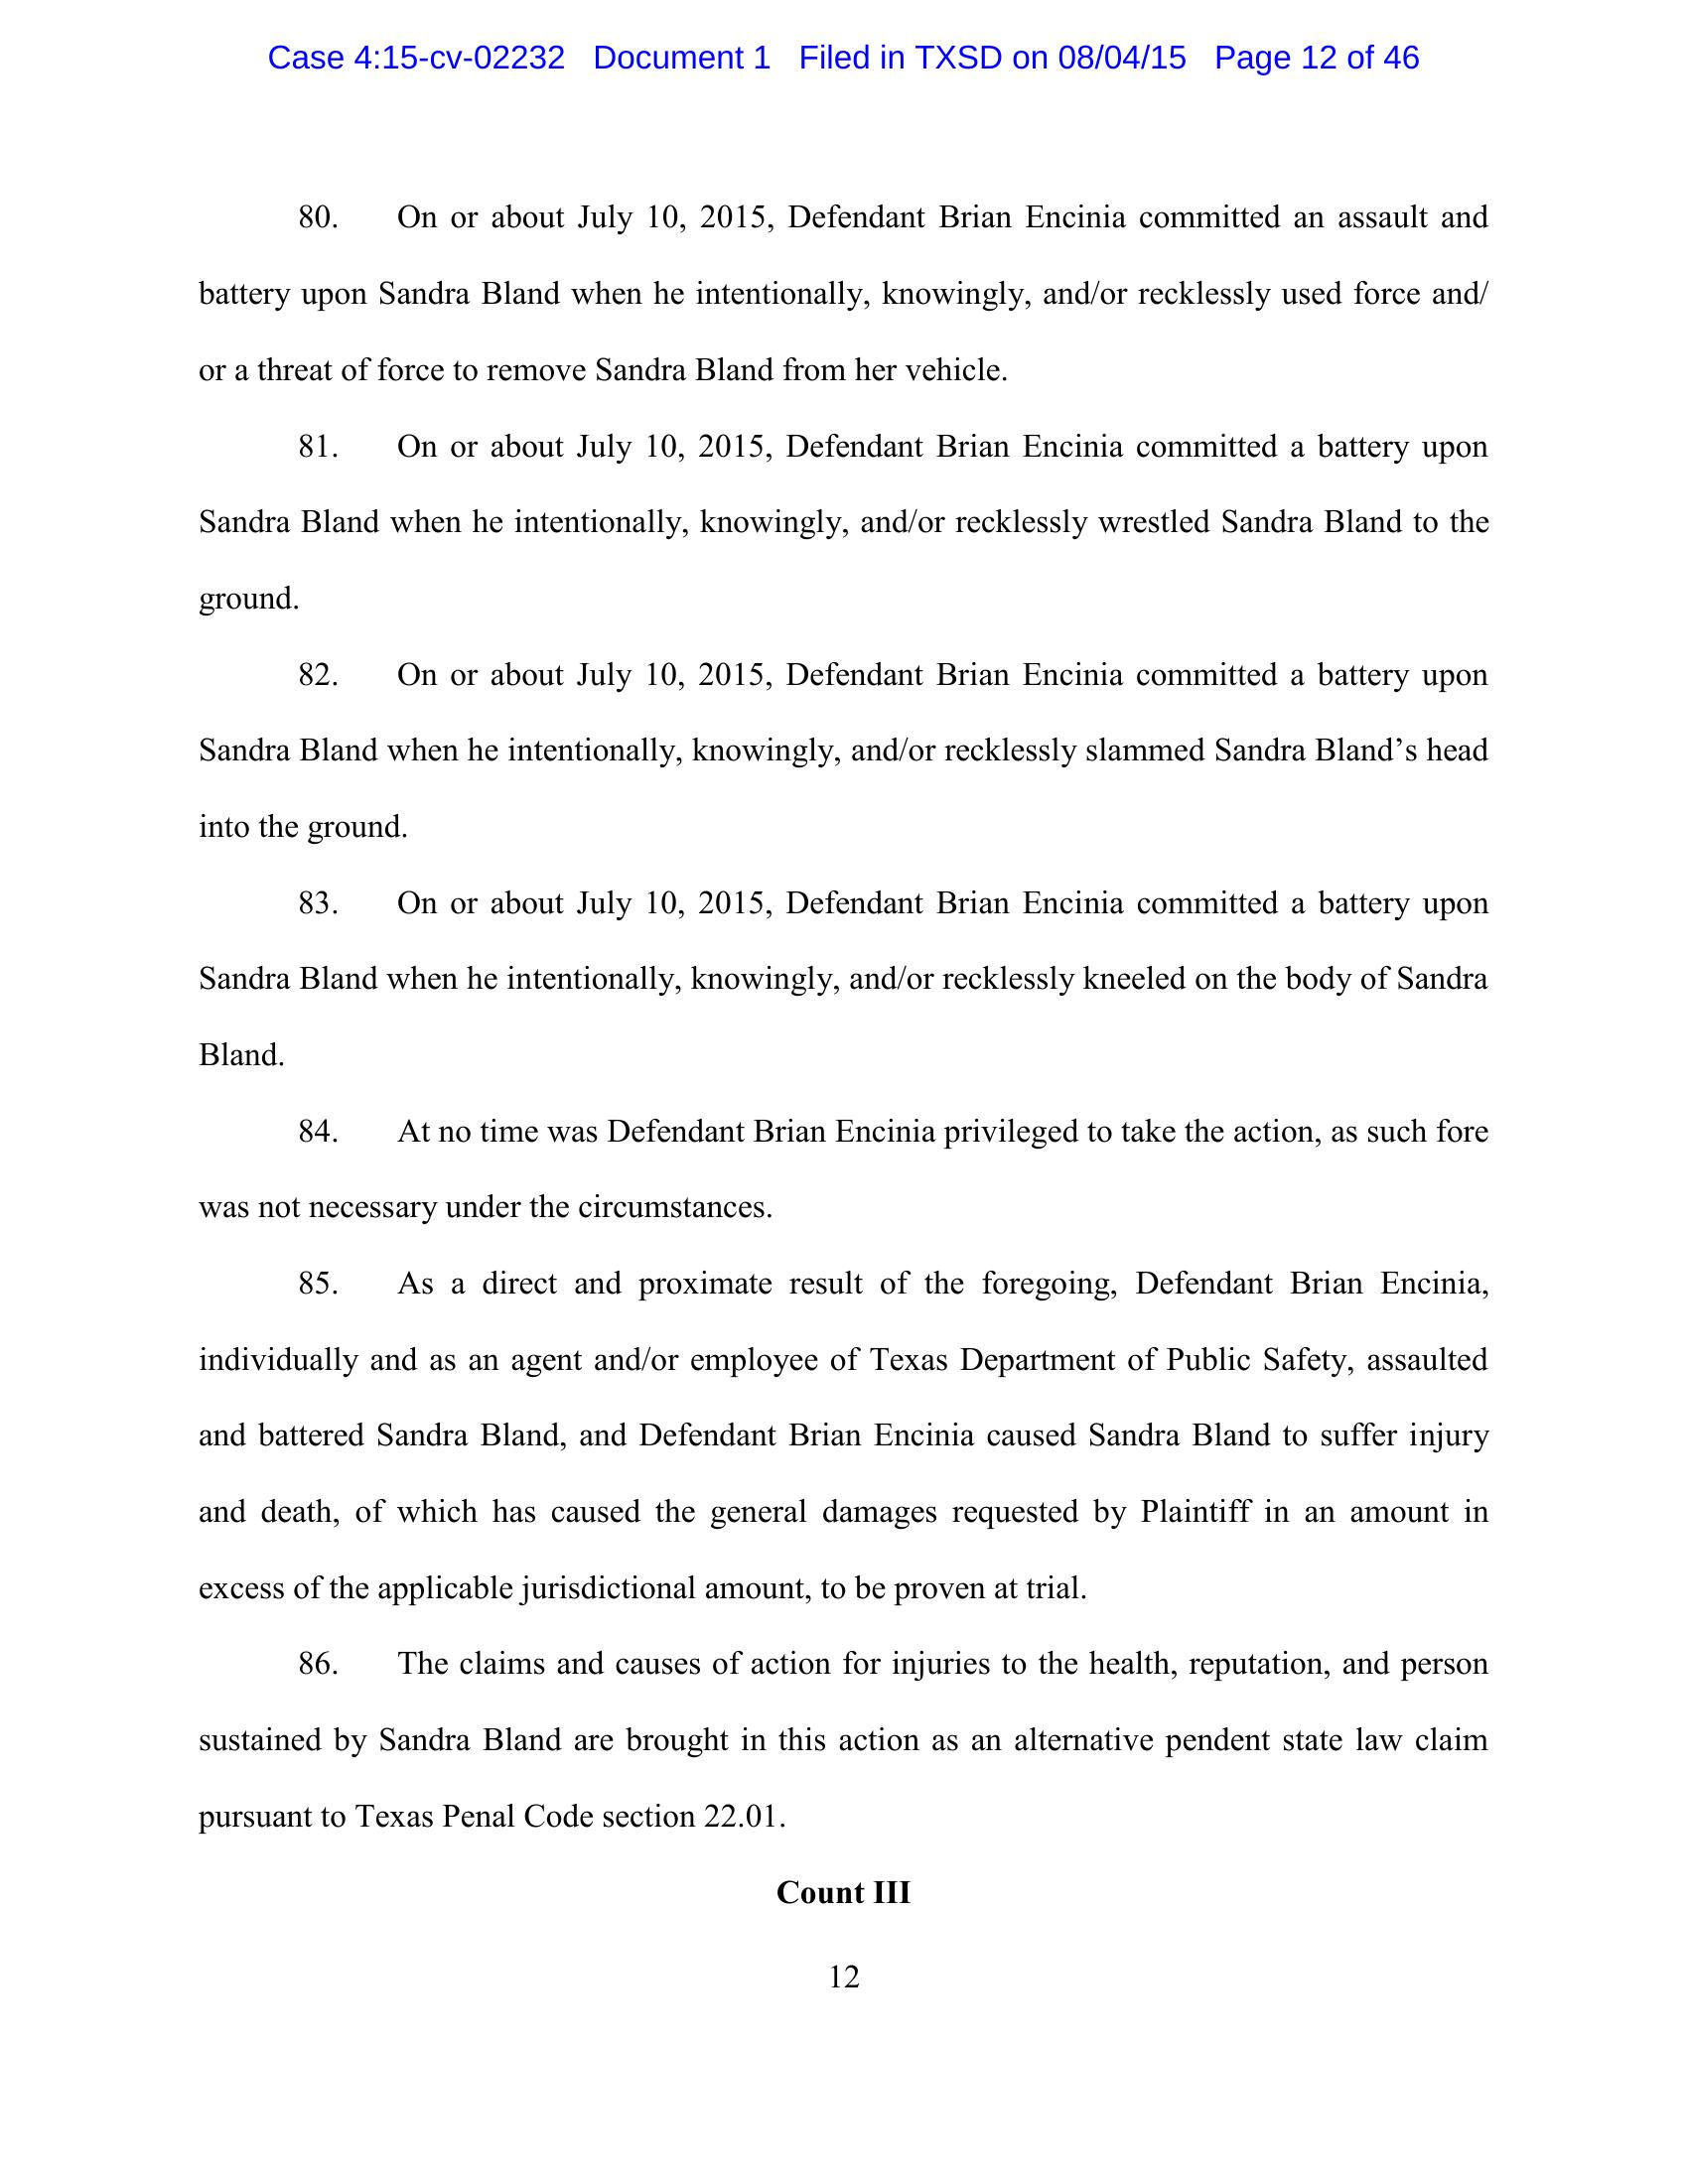 Case 4:15-cv-02232 Document 1 Filed in TXSD on 08/04/15 Page 12 of 46
80. On or about July 10, 2015, Defendant Brian Encinia committed an assault and
battery upon Sandra Bland when he intentionally, knowingly, and/or recklessly used force and/
or a threat of force to remove Sandra Bland from her vehicle.
81. On or about July 10, 2015, Defendant Brian Encinia committed a battery upon
Sandra Bland when he intentionally, knowingly, and/or recklessly wrestled Sandra Bland to the
ground.
82. On or about July 10, 2015, Defendant Brian Encinia committed a battery upon
Sandra Bland when he intentionally, knowingly, and/or recklessly slammed Sandra Bland’s head
into the ground.
83. On or about July 10, 2015, Defendant Brian Encinia committed a battery upon
Sandra Bland when he intentionally, knowingly, and/or recklessly kneeled on the body of Sandra
Bland.
84. At no time was Defendant Brian Encinia privileged to take the action, as such fore
was not necessary under the circumstances.
85. As a direct and proximate result of the foregoing, Defendant Brian Encinia,
individually and as an agent and/or employee of Texas Department of Public Safety, assaulted
and battered Sandra Bland, and Defendant Brian Encinia caused Sandra Bland to suffer injury
and death, of which has caused the general damages requested by Plaintiff in an amount in
excess of the applicable jurisdictional amount, to be proven at trial.
86. The claims and causes of action for injuries to the health, reputation, and person
sustained by Sandra Bland are brought in this action as an alternative pendent state law claim
pursuant to Texas Penal Code section 22.01.
Count III
12